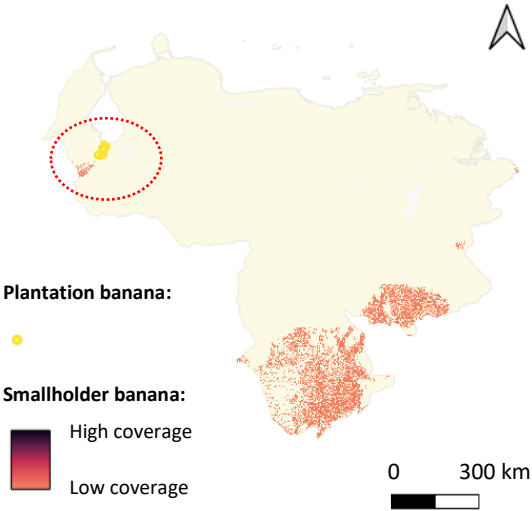 Plantation banana:
Smallholder banana:
High coverage
Low coverage
0 300 km